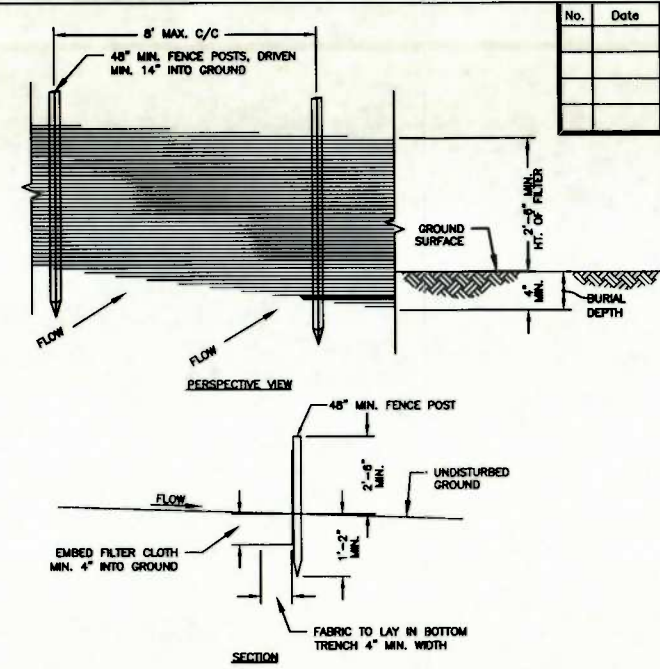 No. Date
8' MAX. C/C
48" MIN. FENCE POSTS, DRIVEN
MIN. 14" INTO GROUND
2'-6" MIN.
HT. OF FILTER
GROUND
SURFACE
4"
MIN.
BURIAL
DEPTH
FLOW
FLOW
PERSPECTIVE VIEW
48" MIN. FENCE POST
2'-6"
MIN.
UNDISTURBED
GROUND
FLOW
1'-2"
MIN.
EMBED FILTER CLOTH
MIN. 4" INTO GROUND
FABRIC TO LAY IN BOTTOM
TRENCH 4" MIN. WIDTH
SECTION